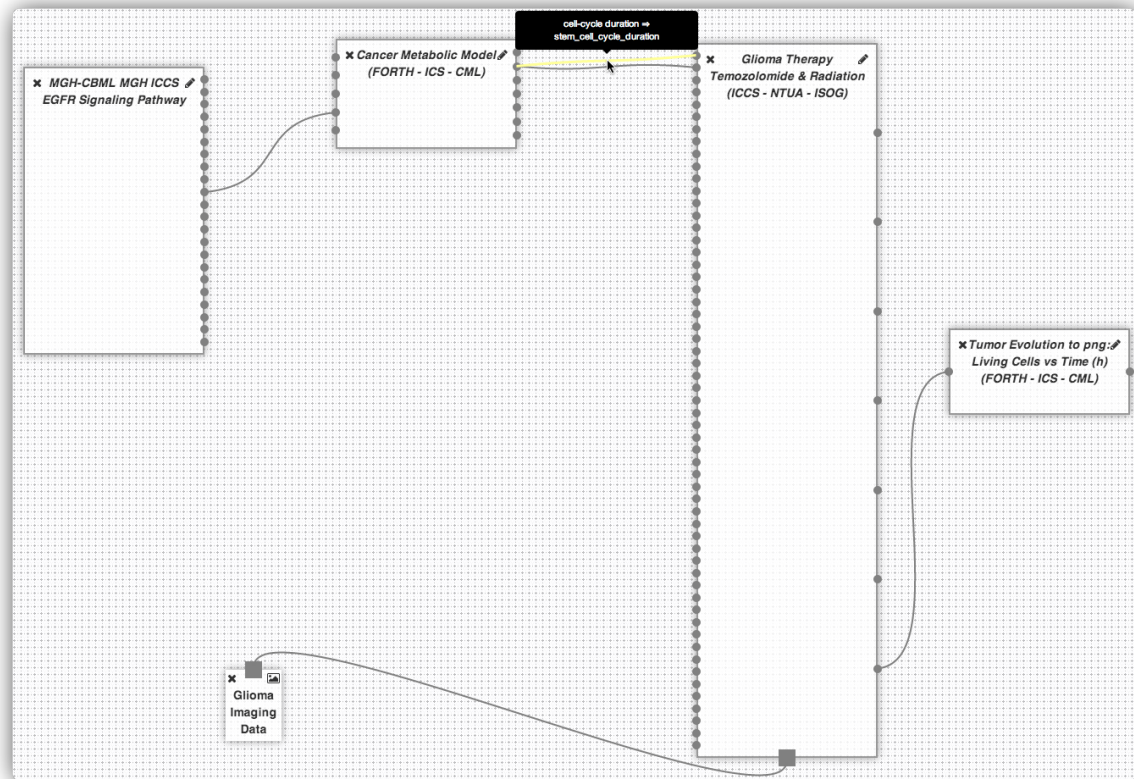 cell-cycle duration ⇒
stem_cell_cycle_duration
Cancer Metabolic Model
(FORTH - ICS - CML)
Glioma Therapy
Temozolomide & Radiation
(ICCS - NTUA - ISOG)
MGH-CBML MGH ICCS
EGFR Signaling Pathway
Tumor Evolution to png:
Living Cells vs Time (h)
(FORTH - ICS - CML)
Glioma
Imaging
Data